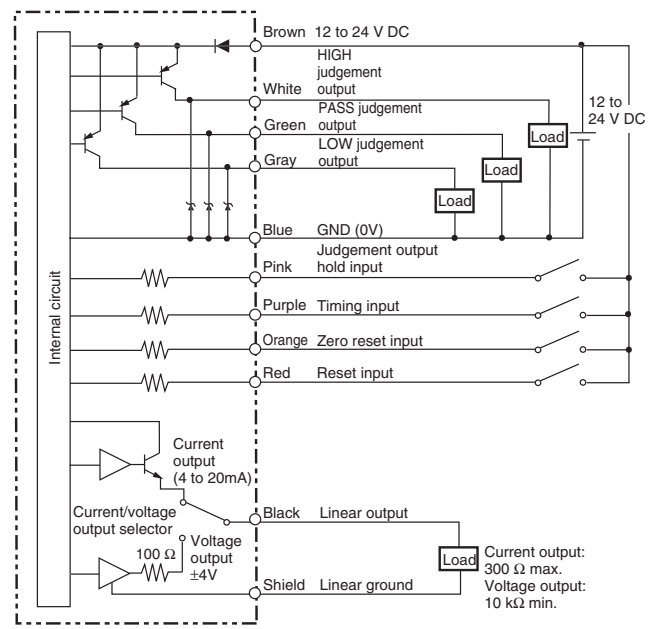 Brown 12 to 24 V DC
HIGH
judgement
White output
PASS judgement
Green output
LOW judgement
Gray output
Load
Load
Load
12 to
24 V DC
Blue GND (0V)
Judgement output
Pink hold input
Purple Timing input
Orange Zero reset input
Red Reset input
Internal circuit
Current
output
(4 to 20mA)
Current/voltage
output selector
Black Linear output
Voltage
output
±4V
100 Ω
Shield Linear ground
Load
Current output:
300 Ω max.
Voltage output:
10 kΩ min.